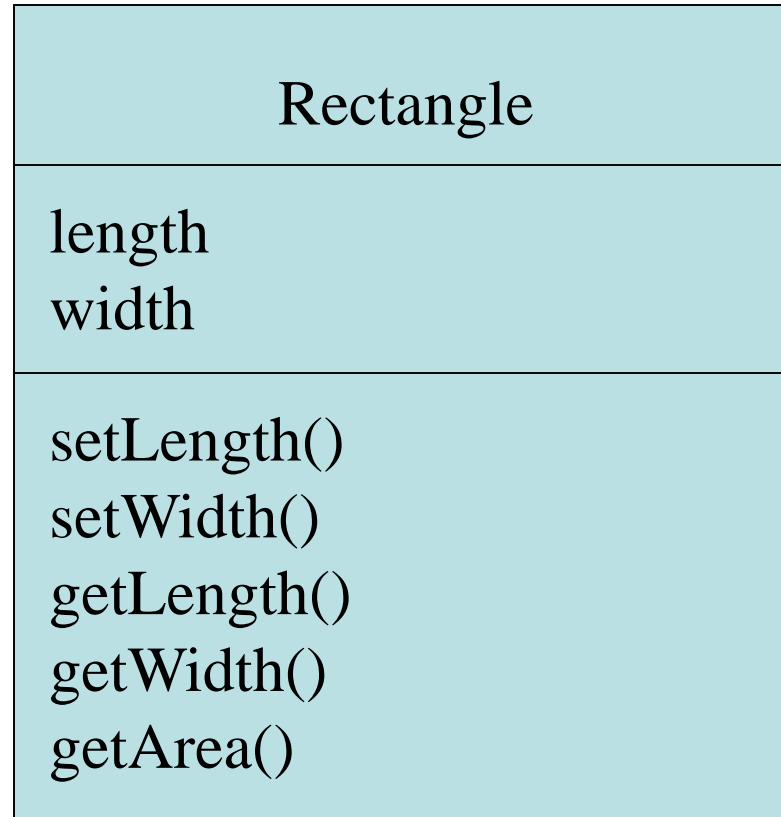 Rectangle
length
width
setLength()
setWidth()
getLength()
getWidth()
getArea()